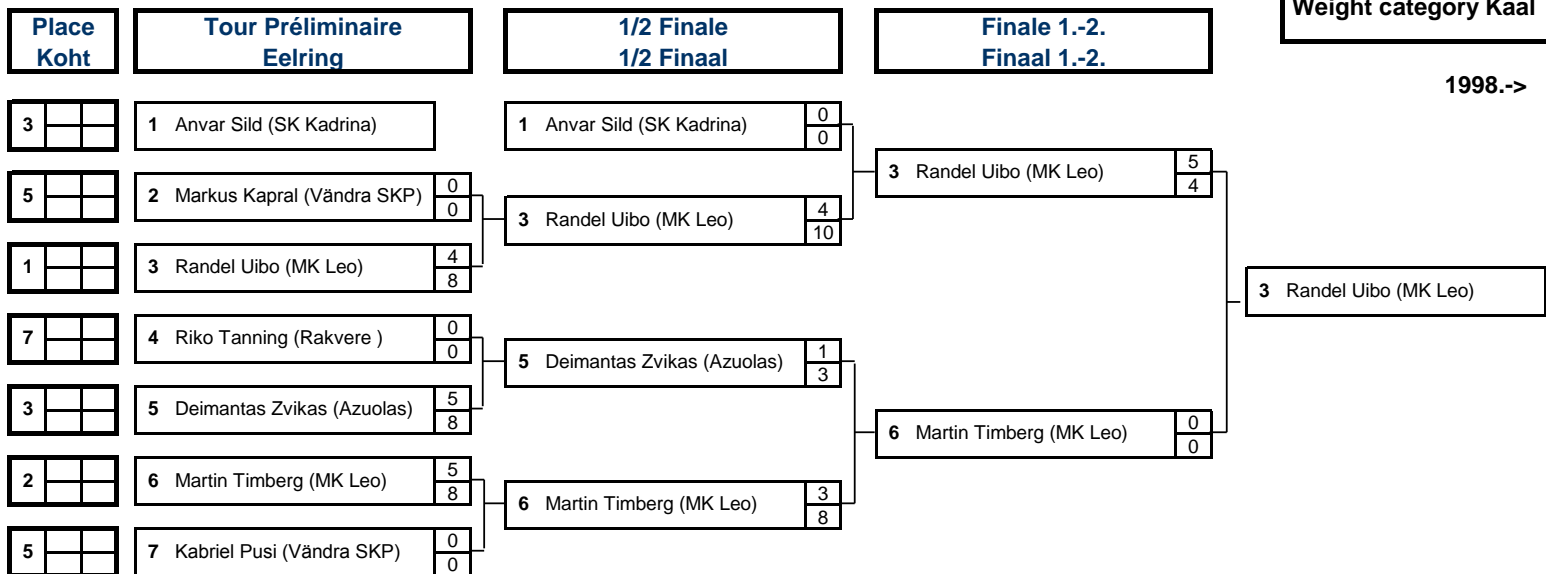 Weight category Kaal
Place
Koht
Tour Préliminaire
Eelring
1/2 Finale
1/2 Finaal
Finale 1.-2.
Finaal 1.-2.
1998.->
3
1 Anvar Sild (SK Kadrina)
1 Anvar Sild (SK Kadrina)
0
0
3 Randel Uibo (MK Leo)
5
4
5
2 Markus Kapral (Vändra SKP)
0
0
3 Randel Uibo (MK Leo)
4
10
1
3 Randel Uibo (MK Leo)
4
8
3 Randel Uibo (MK Leo)
7
4 Riko Tanning (Rakvere )
0
0
5 Deimantas Zvikas (Azuolas)
1
3
3
5 Deimantas Zvikas (Azuolas)
5
8
6 Martin Timberg (MK Leo)
0
0
2
6 Martin Timberg (MK Leo)
5
8
6 Martin Timberg (MK Leo)
3
8
5
7 Kabriel Pusi (Vändra SKP)
0
0